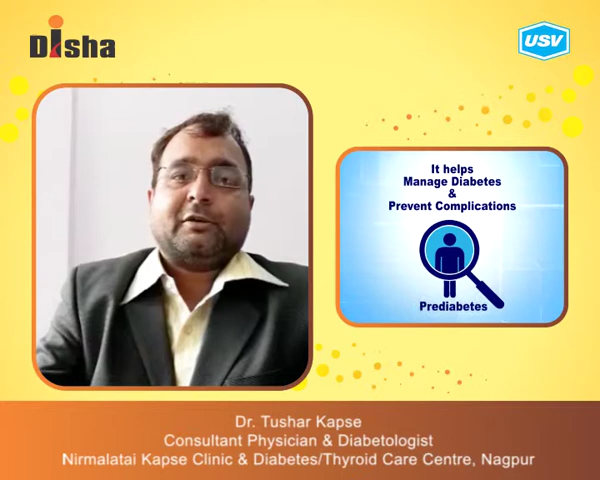 Disha
USV
It helps
Manage Diabetes
&
Prevent Complications
Prediabetes
Dr. Tushar Kapse
Consultant Physician & Diabetologist
Nirmalatai Kapse Clinic & Diabetes/Thyroid Care Centre, Nagpur